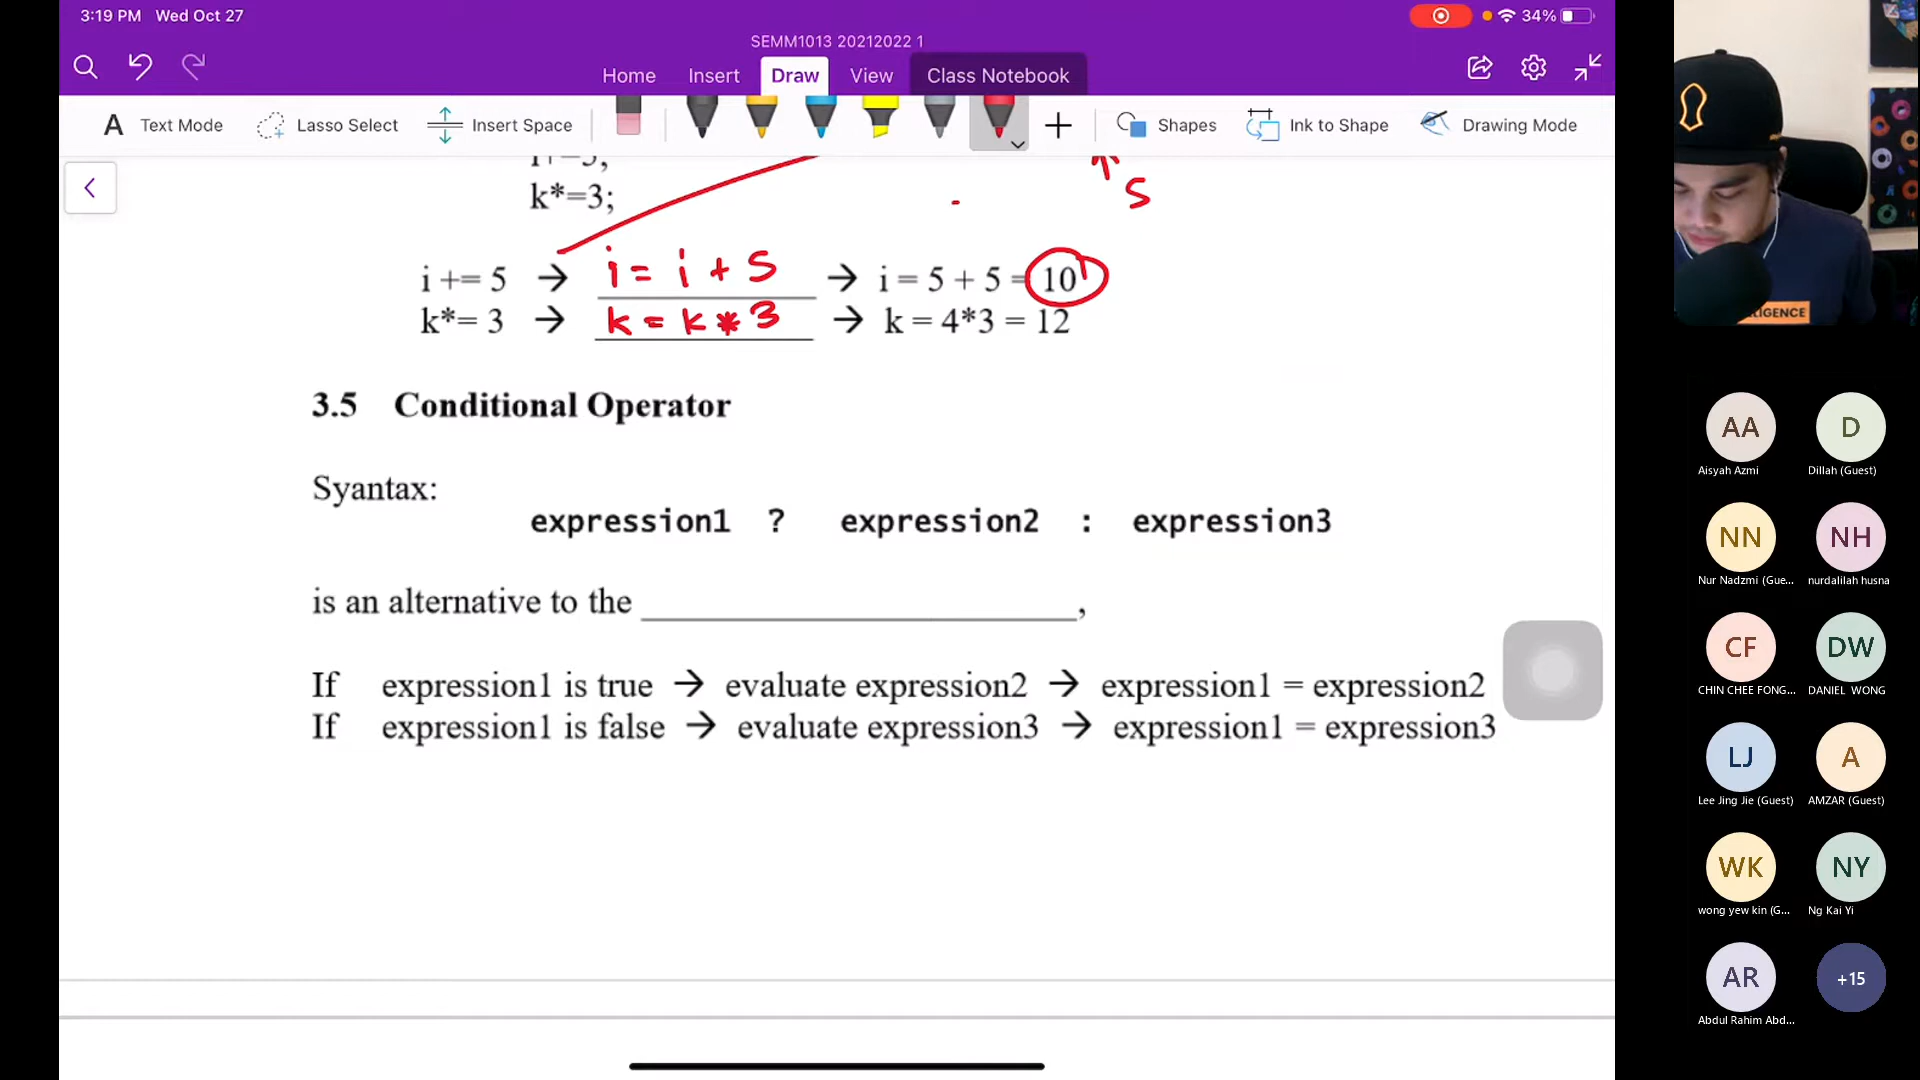 3:19 PM Wed Oct 27
34%
SEMM1013 20212022 1
Home Insert Draw View Class Notebook
A Text Mode Lasso Select Insert Space Shapes Ink to Shape Drawing Mode
k*=3;
5
i += 5 → i = i + 5 → i = 5 + 5 = 10
k*= 3 → k = k * 3 → k = 4*3 = 12
3.5 Conditional Operator
Syantax:
expression1 ? expression2 : expression3
is an alternative to the ____________________,
If expression1 is true → evaluate expression2 → expression1 = expression2
If expression1 is false → evaluate expression3 → expression1 = expression3
LIGENCE
AA D
Aisyah Azmi Dillah (Guest)
NN NH
Nur Nadzmi (Gue... nurdalilah husna
CF DW
CHIN CHEE FONG... DANIEL WONG
LJ A
Lee Jing Jie (Guest) AMZAR (Guest)
WK NY
wong yew kin (G... Ng Kai Yi
AR +15
Abdul Rahim Abd...